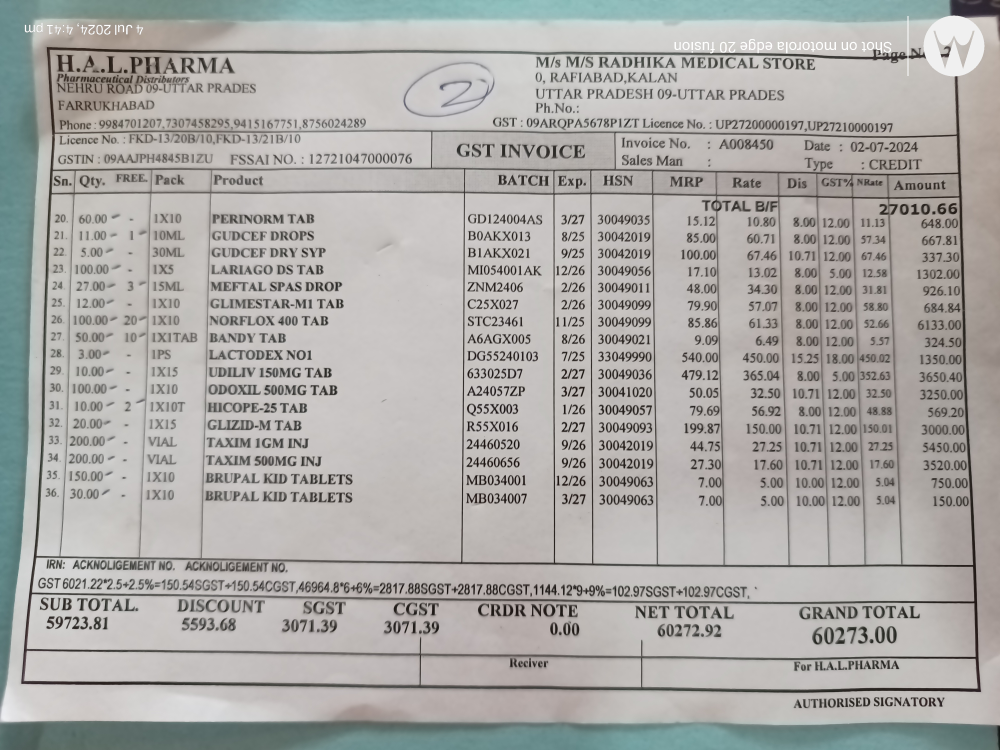 4 Jul 2024, 4:41 pm
Shot on motorola edge 20 fusion
W
Page No. 2
H.A.L.PHARMA
Pharmaceutical Distributors
NEHRU ROAD 09-UTTAR PRADES
FARRUKHABAD
Phone : 9984701207,7307458295,9415167751,8756024289
2
M/s M/S RADHIKA MEDICAL STORE
0, RAFIABAD,KALAN
UTTAR PRADESH 09-UTTAR PRADES
Ph.No.:
GST : 09ARQPA5678P1ZT Licence No.: UP27200000197,UP27210000197
Licence No. : FKD-13/20B/10,FKD-13/21B/10
GSTIN : 09AAJPH4845B1ZU FSSAI NO. : 12721047000076
GST INVOICE
Invoice No. : A008450 Date : 02-07-2024
Sales Man : Type : CREDIT
Sn. Qty. FREE. Pack Product BATCH Exp. HSN MRP Rate Dis GST% NRate Amount
TOTAL B/F 27010.66
20. 60.00 - 1X10 PERINORM TAB GD124004AS 3/27 30049035 15.12 10.80 8.00 12.00 11.13 648.00
21. 11.00 1 10ML GUDCEF DROPS B0AKX013 8/25 30042019 85.00 60.71 8.00 12.00 57.34 667.81
22. 5.00 - 30ML GUDCEF DRY SYP B1AKX021 9/25 30042019 100.00 67.46 10.71 12.00 67.46 337.30
23. 100.00 - 1X5 LARIAGO DS TAB MI054001AK 12/26 30049056 17.10 13.02 8.00 5.00 12.58 1302.00
24. 27.00 3 15ML MEFTAL SPAS DROP ZNM2406 2/26 30049011 48.00 34.30 8.00 12.00 31.81 926.10
25. 12.00 - 1X10 GLIMESTAR-M1 TAB C25X027 2/26 30049099 79.90 57.07 8.00 12.00 58.80 684.84
26. 100.00 20 1X10 NORFLOX 400 TAB STC23461 11/25 30049099 85.86 61.33 8.00 12.00 52.66 6133.00
27. 50.00 10 1X1TAB BANDY TAB A6AGX005 8/26 30049021 9.09 6.49 8.00 12.00 5.57 324.50
28. 3.00 - 1PS LACTODEX NO1 DG55240103 7/25 33049990 540.00 450.00 15.25 18.00 450.02 1350.00
29. 10.00 - 1X15 UDILIV 150MG TAB 633025D7 2/27 30049036 479.12 365.04 8.00 5.00 352.63 3650.40
30. 100.00 - 1X10 ODOXIL 500MG TAB A24057ZP 3/27 30041020 50.05 32.50 10.71 12.00 32.50 3250.00
31. 10.00 2 1X10T HICOPE-25 TAB Q55X003 1/26 30049057 79.69 56.92 8.00 12.00 48.88 569.20
32. 20.00 - 1X15 GLIZID-M TAB R55X016 2/27 30049093 199.87 150.00 10.71 12.00 150.01 3000.00
33. 200.00 - VIAL TAXIM 1GM INJ 24460520 9/26 30042019 44.75 27.25 10.71 12.00 27.25 5450.00
34. 200.00 - VIAL TAXIM 500MG INJ 24460656 9/26 30042019 27.30 17.60 10.71 12.00 17.60 3520.00
35. 150.00 - 1X10 BRUPAL KID TABLETS MB034001 12/26 30049063 7.00 5.00 10.00 12.00 5.04 750.00
36. 30.00 - 1X10 BRUPAL KID TABLETS MB034007 3/27 30049063 7.00 5.00 10.00 12.00 5.04 150.00
IRN: ACKNOLIGEMENT NO. ACKNOLIGEMENT NO.
GST 6021.22*2.5+2.5%=150.54SGST+150.54CGST,46964.8*6+6%=2817.88SGST+2817.88CGST,1144.12*9+9%=102.97SGST+102.97CGST,
SUB TOTAL. DISCOUNT SGST CGST CRDR NOTE NET TOTAL GRAND TOTAL
59723.81 5593.68 3071.39 3071.39 0.00 60272.92 60273.00
Reciver
For H.A.L.PHARMA
AUTHORISED SIGNATORY